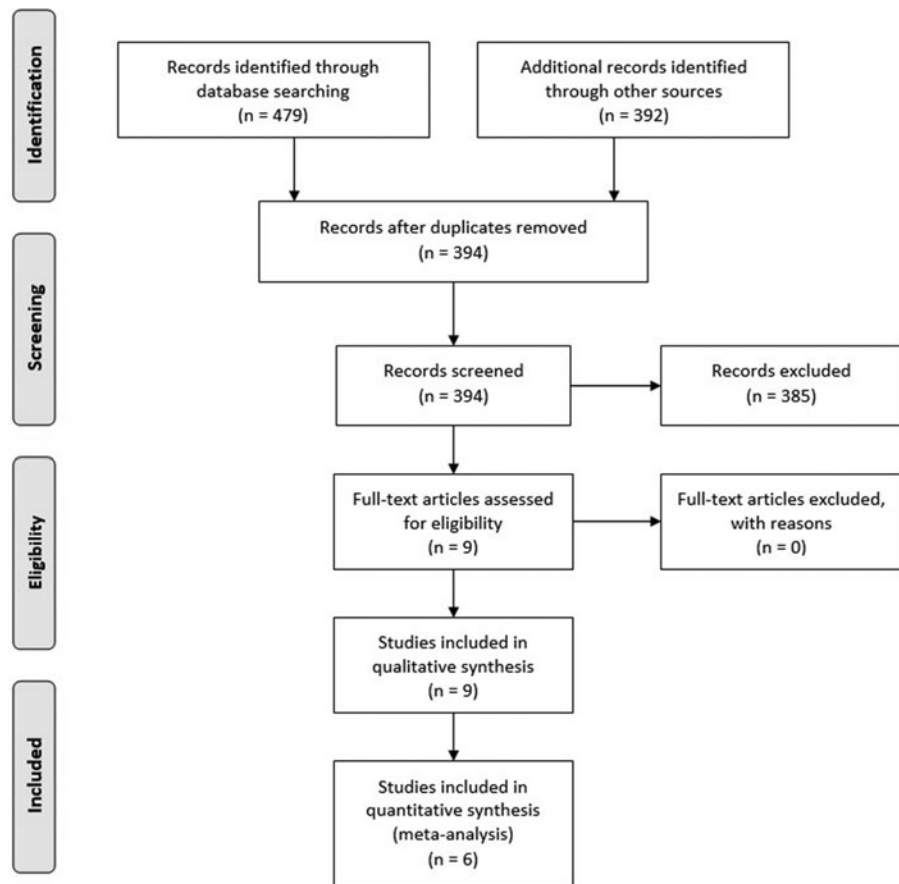 Identification
Records identified through
database searching
(n = 479)
Additional records identified
through other sources
(n = 392)
Records after duplicates removed
(n = 394)
Screening
Records screened
(n = 394)
Records excluded
(n = 385)
Eligibility
Full-text articles assessed
for eligibility
(n = 9)
Full-text articles excluded,
with reasons
(n = 0)
Studies included in
qualitative synthesis
(n = 9)
Included
Studies included in
quantitative synthesis
(meta-analysis)
(n = 6)